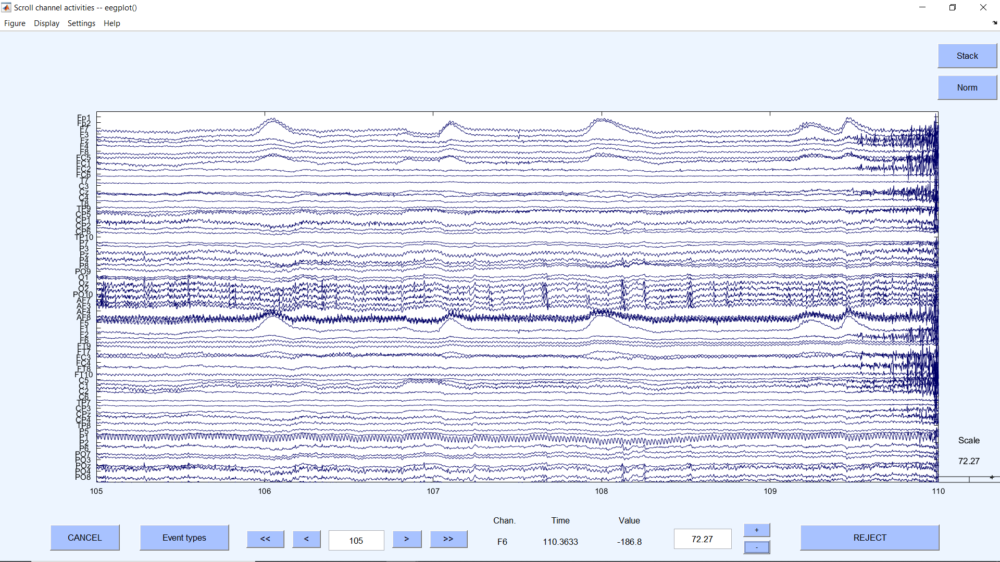 Scroll channel activities -- eegplot()
Figure Display Settings Help
Stack
Norm
Fp1
Fp2
F7
F3
Fz
F4
F8
FC5
FC1
FC2
FC6
T7
C3
Cz
C4
T8
TP9
CP5
CP1
CP2
CP6
TP10
P7
P3
Pz
P4
P8
PO9
O1
Oz
O2
PO10
AF7
AF3
AF4
AF8
F5
F1
F2
F6
FT9
FT7
FC3
FC4
FT8
FT10
C5
C1
C2
C6
TP7
CP3
CPz
CP4
TP8
P5
P1
P2
P6
PO7
PO3
POz
PO4
PO8
Scale
72.27
105 106 107 108 109 110
Chan. Time Value
CANCEL Event types << < 105 > >> F6 110.3633 -186.8 72.27 + - REJECT